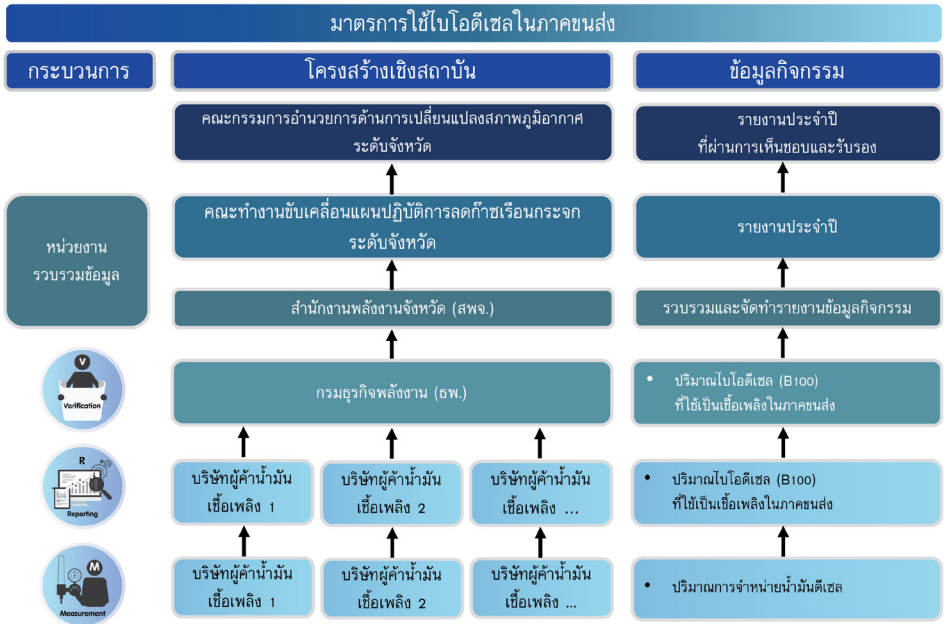 มาตรการใช้ไบโอดีเซลในภาคขนส่ง
กระบวนการ
โครงสร้างเชิงสถาบัน
ข้อมูลกิจกรรม
คณะกรรมการอำนวยการด้านการเปลี่ยนแปลงสภาพภูมิอากาศ
ระดับจังหวัด
รายงานประจำปี
ที่ผ่านการเห็นชอบและรับรอง
หน่วยงาน
รวบรวมข้อมูล
คณะทำงานขับเคลื่อนแผนปฏิบัติการลดก๊าซเรือนกระจก
ระดับจังหวัด
รายงานประจำปี
สำนักงานพลังงานจังหวัด (สพจ.)
รวบรวมและจัดทำรายงานข้อมูลกิจกรรม
V
Verification
กรมธุรกิจพลังงาน (ธพ.)
• ปริมาณไบโอดีเซล (B100)
ที่ใช้เป็นเชื้อเพลิงในภาคขนส่ง
R
Reporting
บริษัทผู้ค้าน้ำมัน
เชื้อเพลิง 1
บริษัทผู้ค้าน้ำมัน
เชื้อเพลิง 2
บริษัทผู้ค้าน้ำมัน
เชื้อเพลิง ...
• ปริมาณไบโอดีเซล (B100)
ที่ใช้เป็นเชื้อเพลิงในภาคขนส่ง
M
Measurement
บริษัทผู้ค้าน้ำมัน
เชื้อเพลิง 1
บริษัทผู้ค้าน้ำมัน
เชื้อเพลิง 2
บริษัทผู้ค้าน้ำมัน
เชื้อเพลิง ...
• ปริมาณการจำหน่ายน้ำมันดีเซล